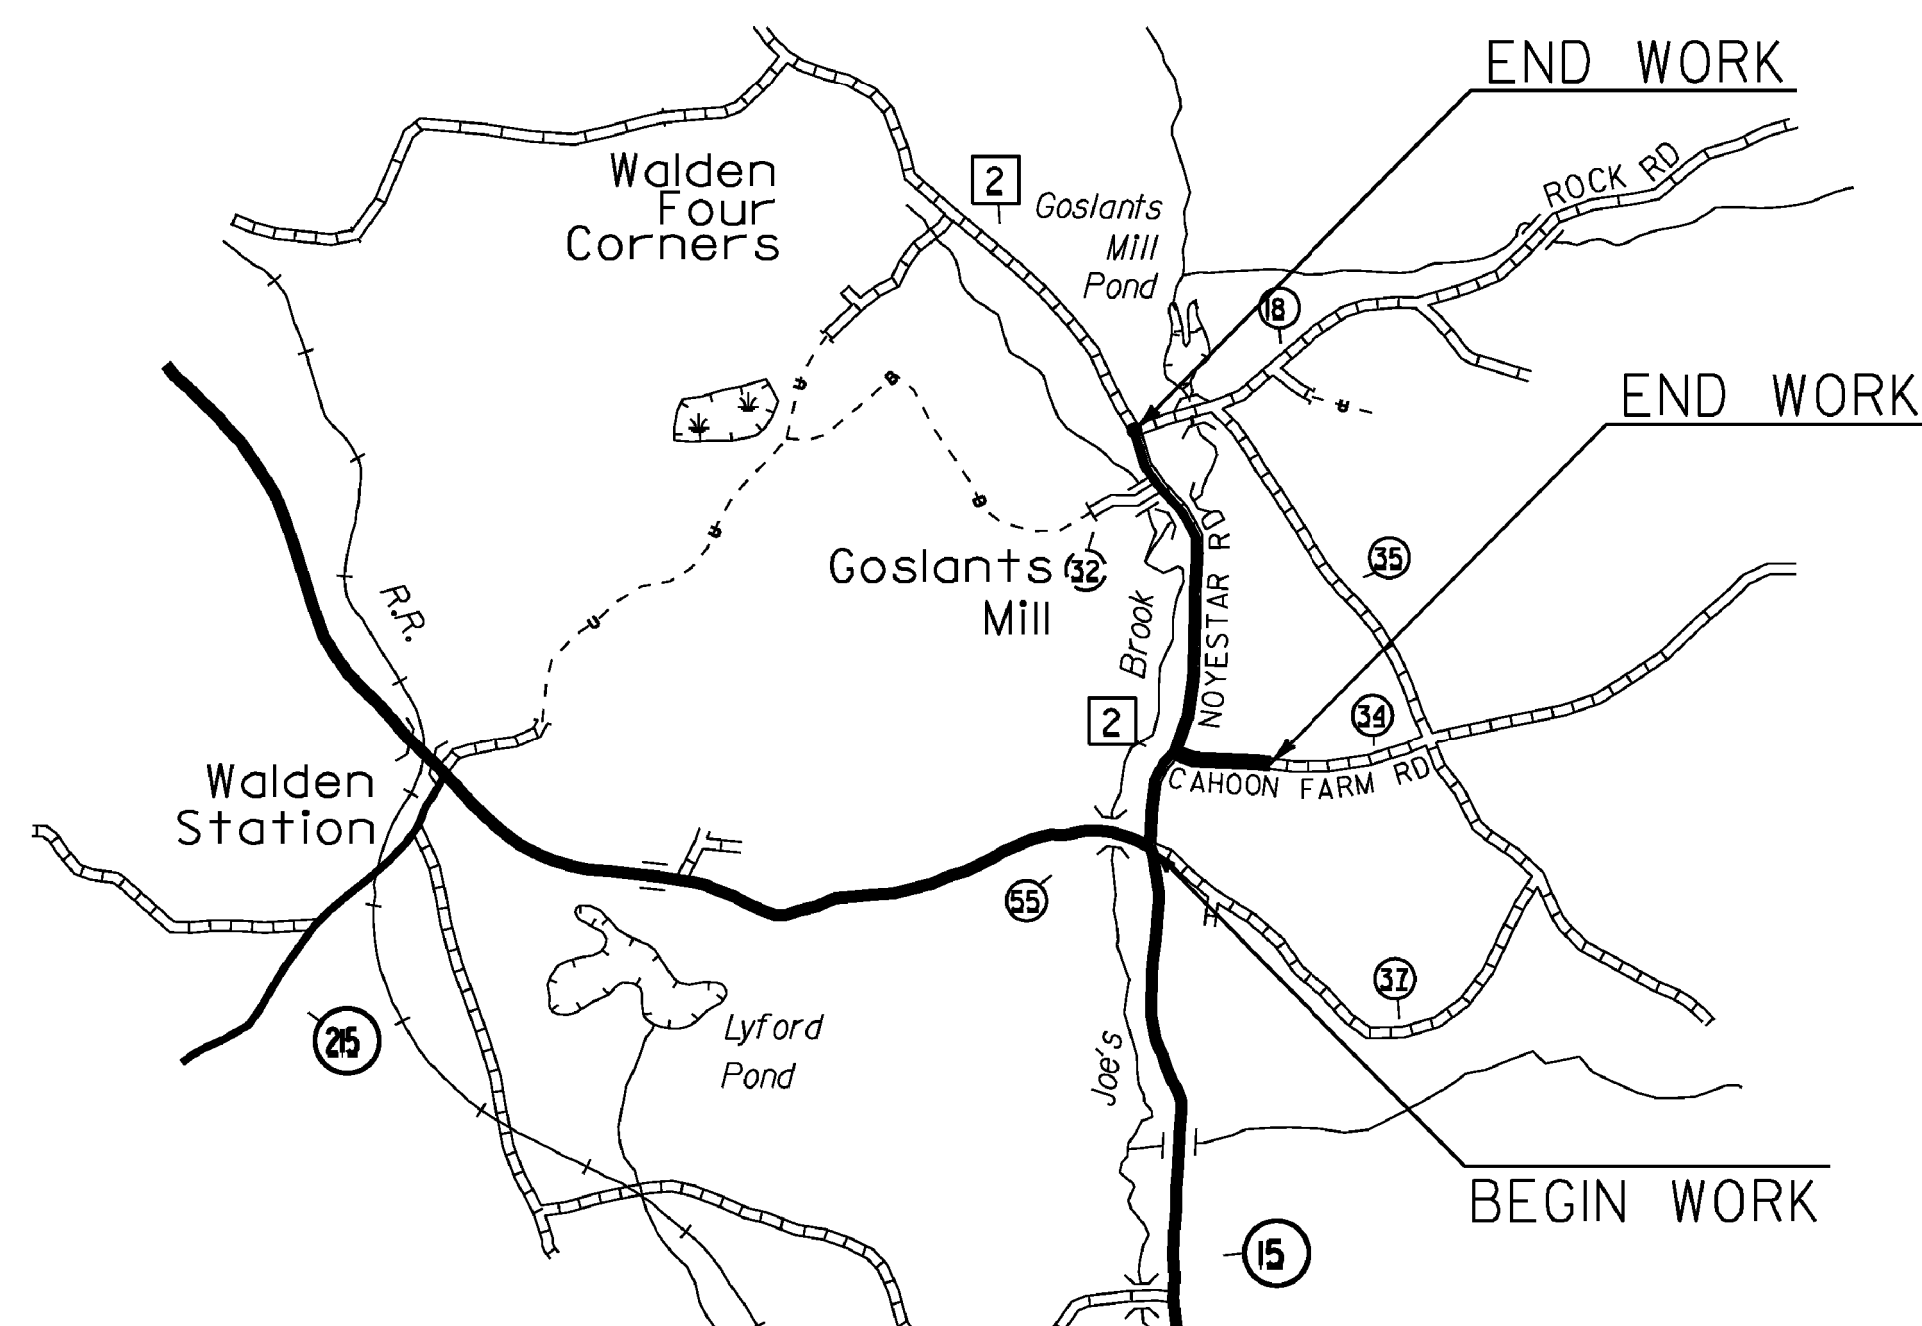 END WORK
ROCK RD
Walden
Four
Corners
2
Goslants
Mill
Pond
18
END WORK
NOYESTAR RD
35
Goslants
Mill
32
R.R.
Brook
2
34
CAHOON FARM RD
Walden
Station
55
37
215
Lyford
Pond
Joe's
BEGIN WORK
15